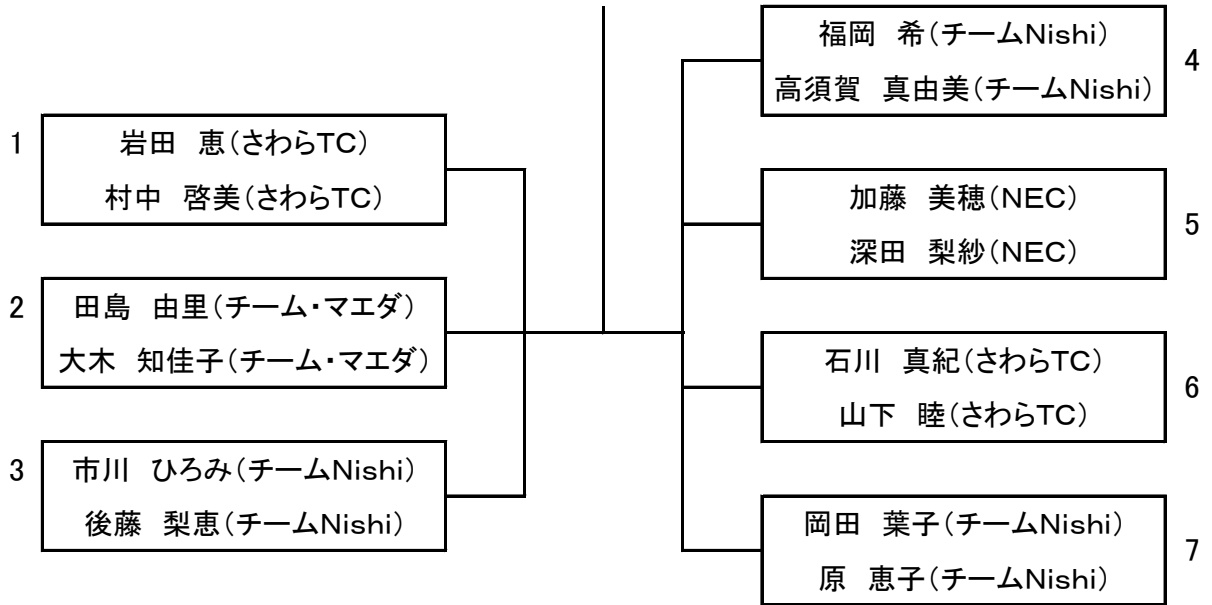 1
岩田 恵(さわらTC)
村中 啓美(さわらTC)
2
田島 由里(チーム・マエダ)
大木 知佳子(チーム・マエダ)
3
市川 ひろみ(チームNishi)
後藤 梨恵(チームNishi)
福岡 希(チームNishi)
高須賀 真由美(チームNishi)
4
加藤 美穂(NEC)
深田 梨紗(NEC)
5
石川 真紀(さわらTC)
山下 睦(さわらTC)
6
岡田 葉子(チームNishi)
原 恵子(チームNishi)
7